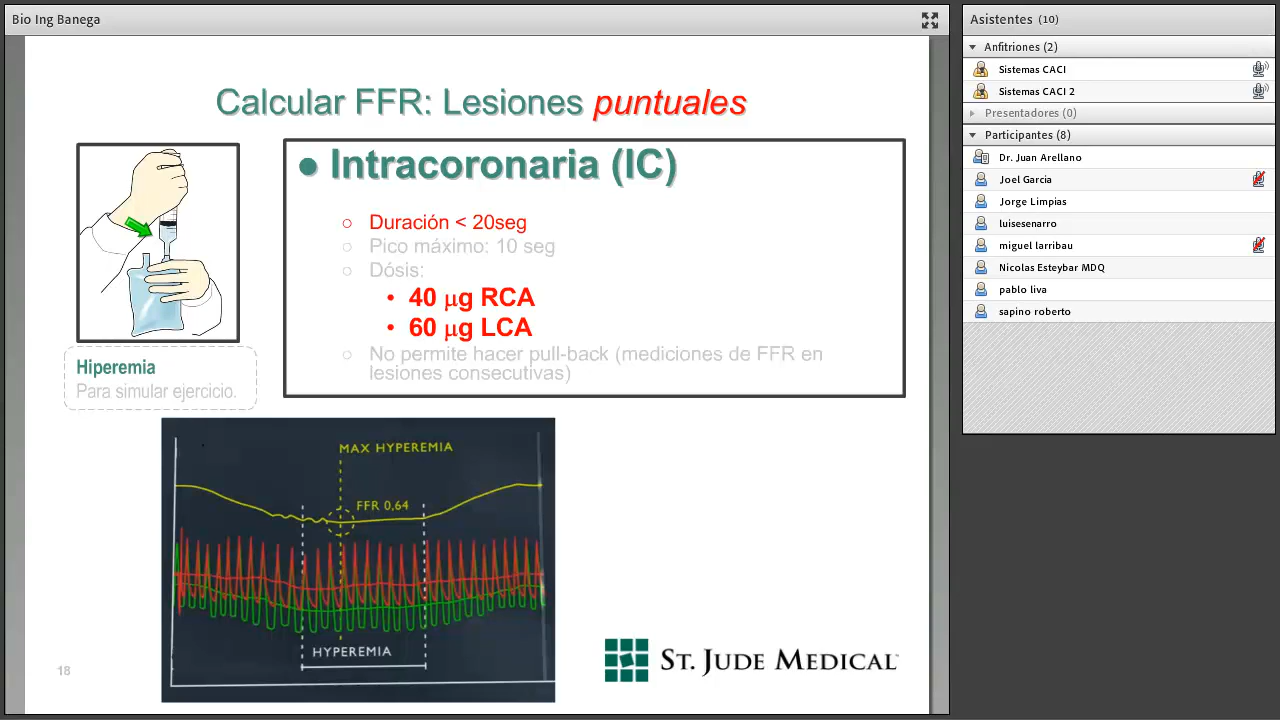 Bio Ing Banega
Calcular FFR: Lesiones puntuales
● Intracoronaria (IC)
○ Duración < 20seg
○ Pico máximo: 10 seg
○ Dósis:
• 40 μg RCA
• 60 μg LCA
○ No permite hacer pull-back (mediciones de FFR en
lesiones consecutivas)
Hiperemia
Para simular ejercicio.
MAX HYPEREMIA
FFR 0,64
HYPEREMIA
ST. JUDE MEDICAL™
18
Asistentes (10)
Anfitriones (2)
Sistemas CACI
Sistemas CACI 2
Presentadores (0)
Participantes (8)
Dr. Juan Arellano
Joel Garcia
Jorge Limpias
luisesenarro
miguel larribau
Nicolas Esteybar MDQ
pablo liva
sapino roberto